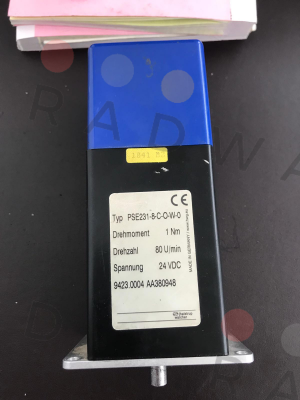 Typ PSE231-8-C-O-W-0
Drehmoment 1 Nm
Drehzahl 80 U/min
Spannung 24 VDC
9423.0004 AA380948
CE
MADE IN GERMANY
RADWA